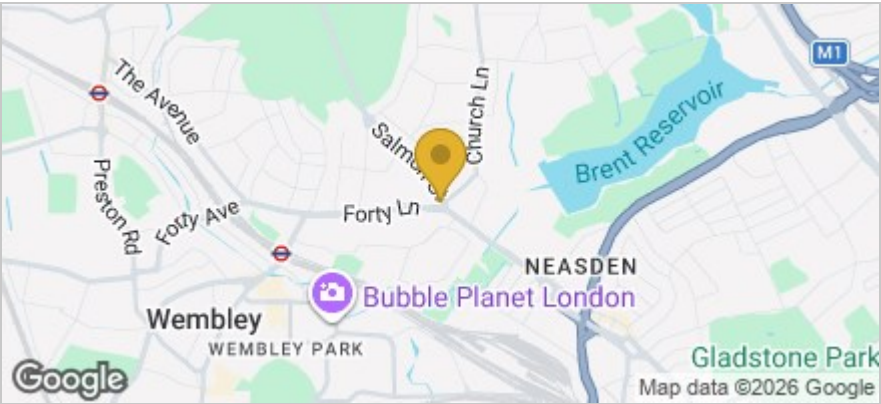 M1
The Avenue
Church Ln
Brent Reservoir
Preston Rd
Forty Ave
Forty Ln
NEASDEN
Bubble Planet London
Wembley
WEMBLEY PARK
Gladstone Park
Google
Map data ©2026 Google